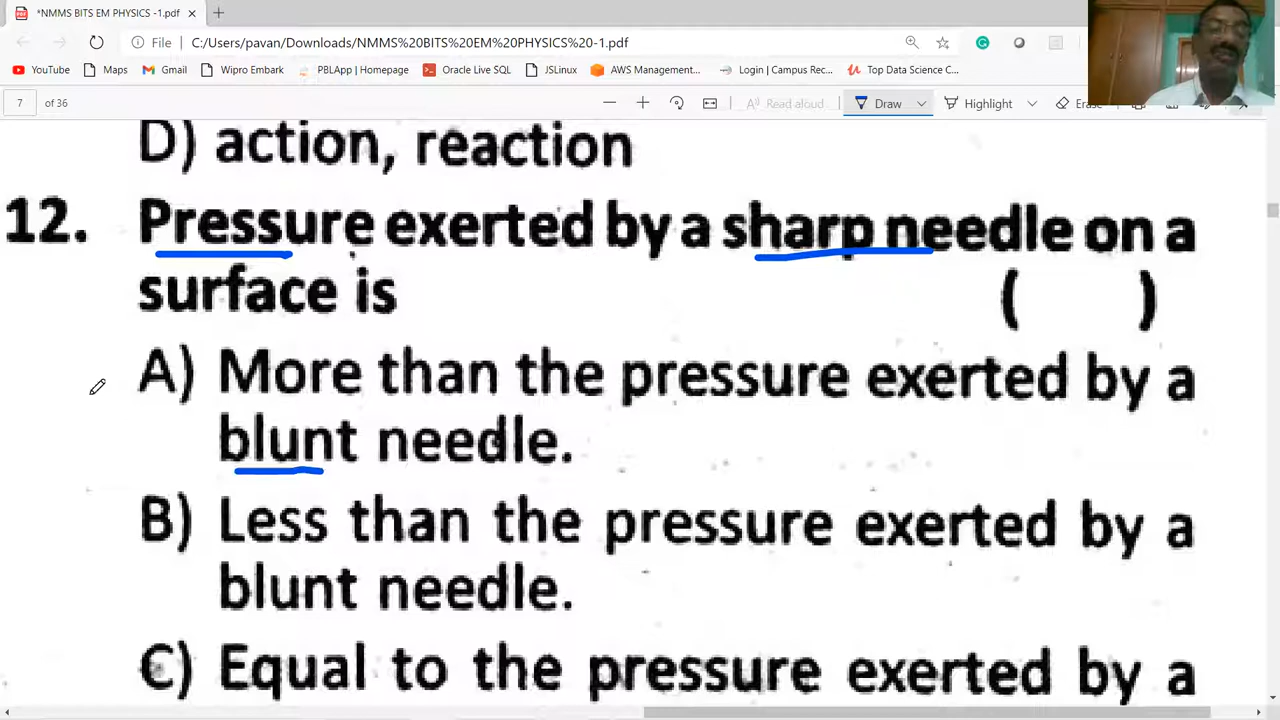 *NMMS BITS EM PHYSICS -1.pdf
File C:/Users/pavan/Downloads/NMMS%20BITS%20EM%20PHYSICS%20-1.pdf
YouTube Maps Gmail Wipro Embark PBLApp | Homepage Oracle Live SQL JSLinux AWS Management... Login | Campus Rec... Top Data Science C...
7 of 36 Read aloud Draw Highlight Erase
D) action, reaction
12. Pressure exerted by a sharp needle on a
surface is ( )
A) More than the pressure exerted by a
blunt needle.
B) Less than the pressure exerted by a
blunt needle.
C) Equal to the pressure exerted by a